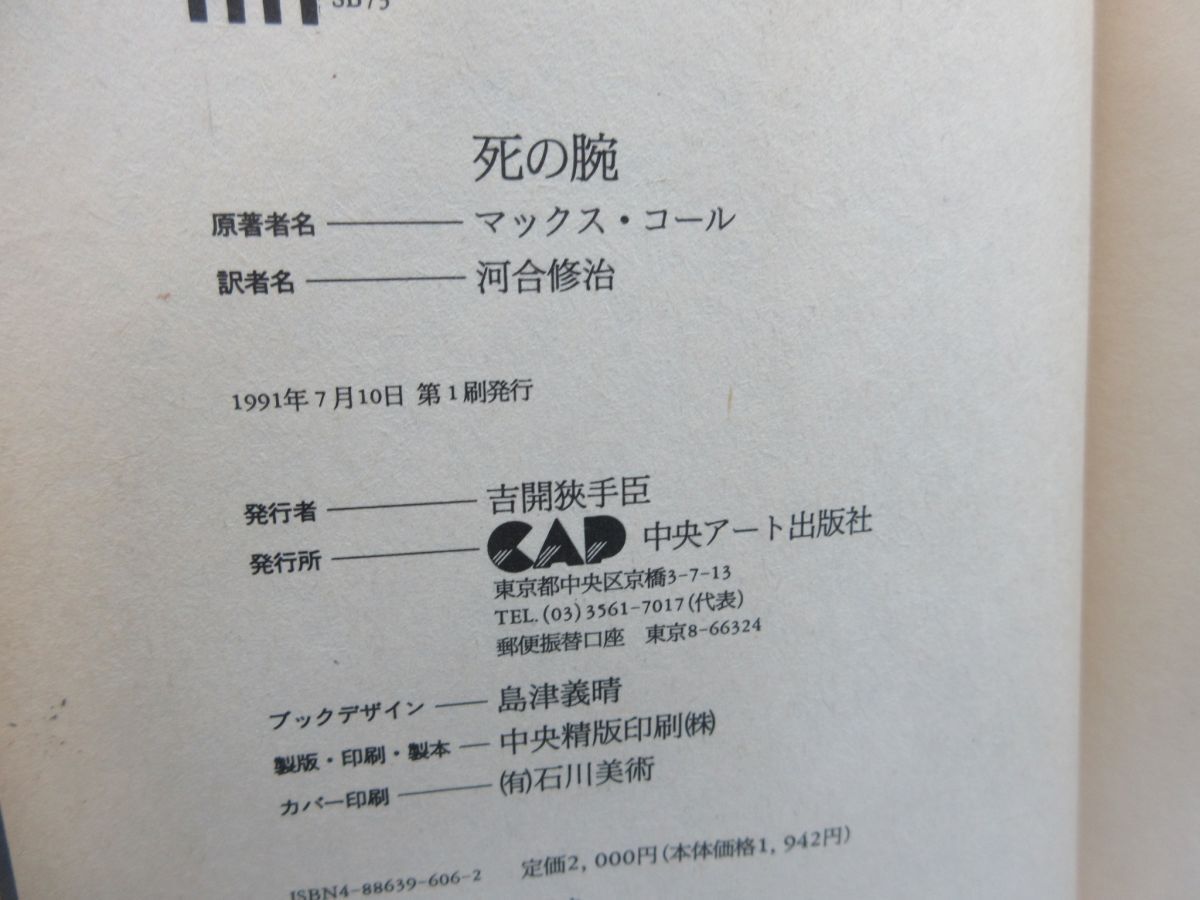 SB75
死の腕
原著者名 ── マックス・コール
訳者名 ── 河合修治
1991年7月10日 第1刷発行
発行者 ── 吉開狹手臣
発行所 ── CAP 中央アート出版社
東京都中央区京橋3-7-13
TEL.(03)3561-7017(代表)
郵便振替口座 東京8-66324
ブックデザイン ── 島津義晴
製版・印刷・製本 ── 中央精版印刷㈱
カバー印刷 ── ㈲石川美術
ISBN4-88639-606-2 定価2,000円(本体価格1,942円)